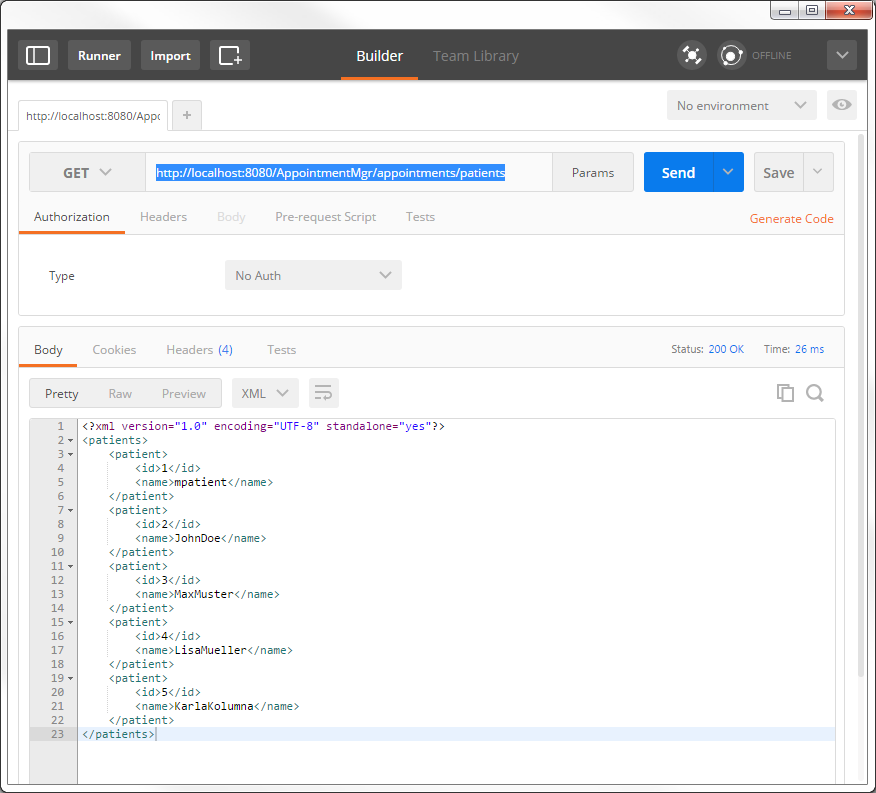 Runner Import Builder Team Library OFFLINE
http://localhost:8080/Appo + No environment
GET http://localhost:8080/AppointmentMgr/appointments/patients Params Send Save
Authorization Headers Body Pre-request Script Tests Generate Code
Type No Auth
Body Cookies Headers (4) Tests Status: 200 OK Time: 26 ms
Pretty Raw Preview XML
1 <?xml version="1.0" encoding="UTF-8" standalone="yes"?>
2 <patients>
3 <patient>
4 <id>1</id>
5 <name>mpatient</name>
6 </patient>
7 <patient>
8 <id>2</id>
9 <name>JohnDoe</name>
10 </patient>
11 <patient>
12 <id>3</id>
13 <name>MaxMuster</name>
14 </patient>
15 <patient>
16 <id>4</id>
17 <name>LisaMueller</name>
18 </patient>
19 <patient>
20 <id>5</id>
21 <name>KarlaKolumna</name>
22 </patient>
23 </patients>